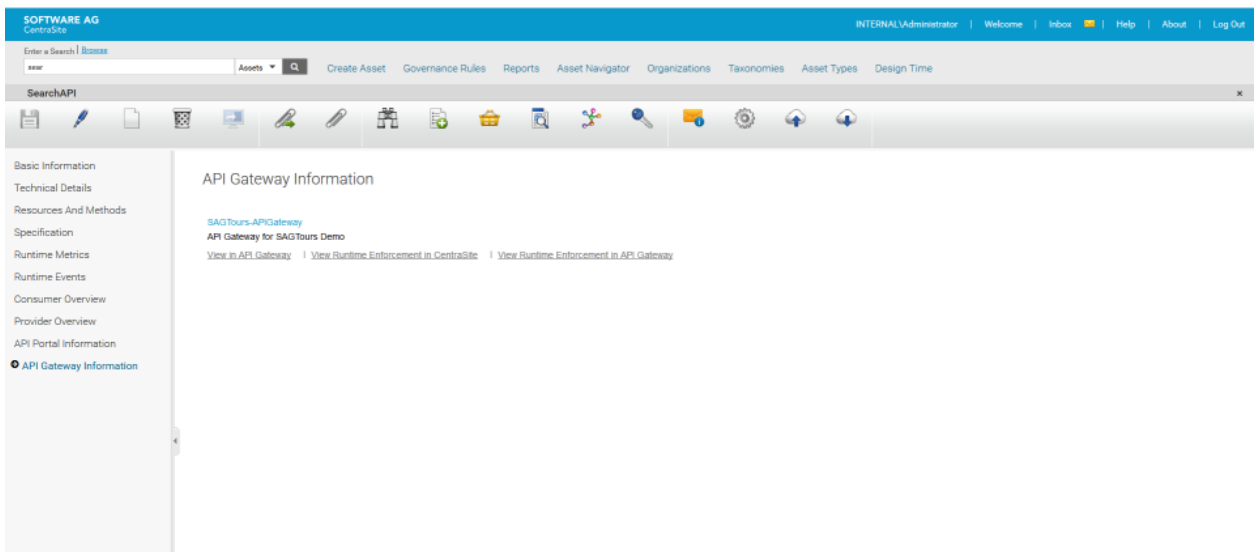 SOFTWARE AG
CentraSite
INTERNAL\Administrator | Welcome | Inbox | Help | About | Log Out
Enter a Search | Browse
sear Assets
Create Asset Governance Rules Reports Asset Navigator Organizations Taxonomies Asset Types Design Time
SearchAPI x
Basic Information
Technical Details
Resources And Methods
Specification
Runtime Metrics
Runtime Events
Consumer Overview
Provider Overview
API Portal Information
API Gateway Information
API Gateway Information
SAGTours-APIGateway
API Gateway for SAGTours Demo
View in API Gateway | View Runtime Enforcement in CentraSite | View Runtime Enforcement in API Gateway